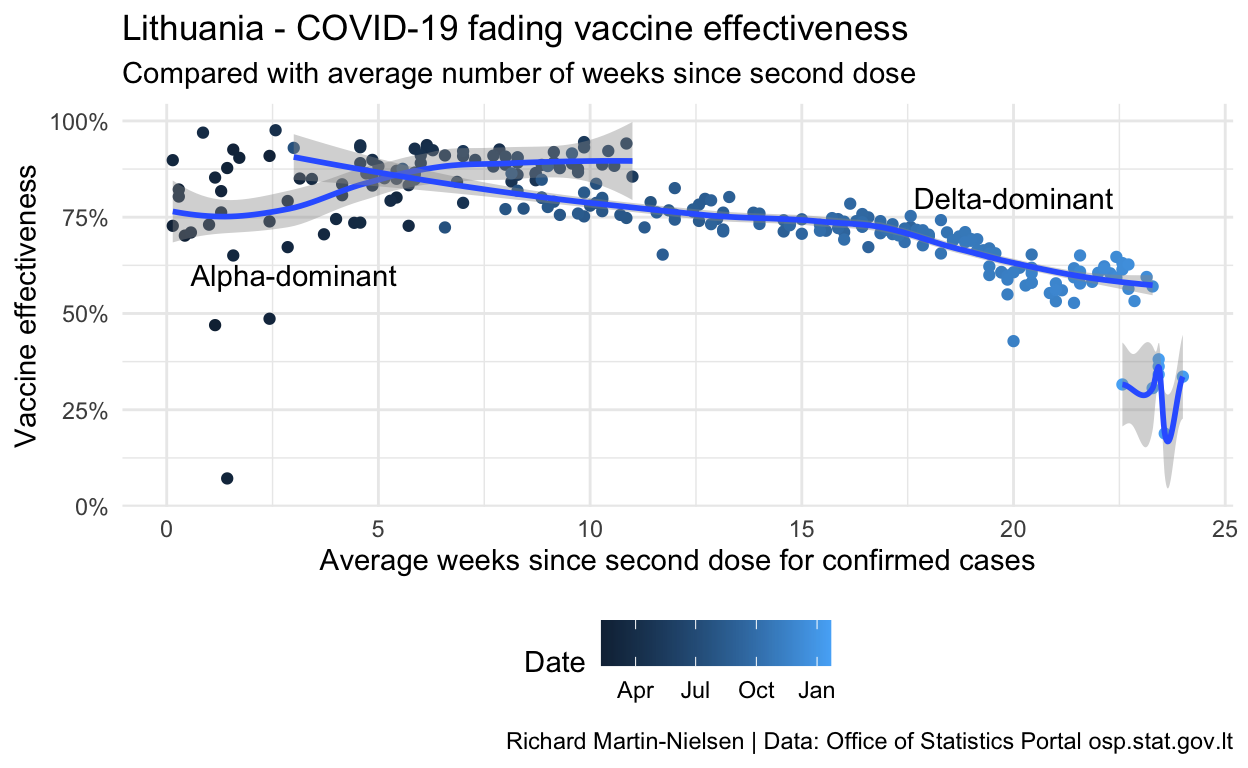 Lithuania - COVID-19 fading vaccine effectiveness
Compared with average number of weeks since second dose
Vaccine effectiveness
100%
75%
50%
25%
0%
Delta-dominant
Alpha-dominant
0 5 10 15 20 25
Average weeks since second dose for confirmed cases
Date
Apr Jul Oct Jan
Richard Martin-Nielsen | Data: Office of Statistics Portal osp.stat.gov.lt